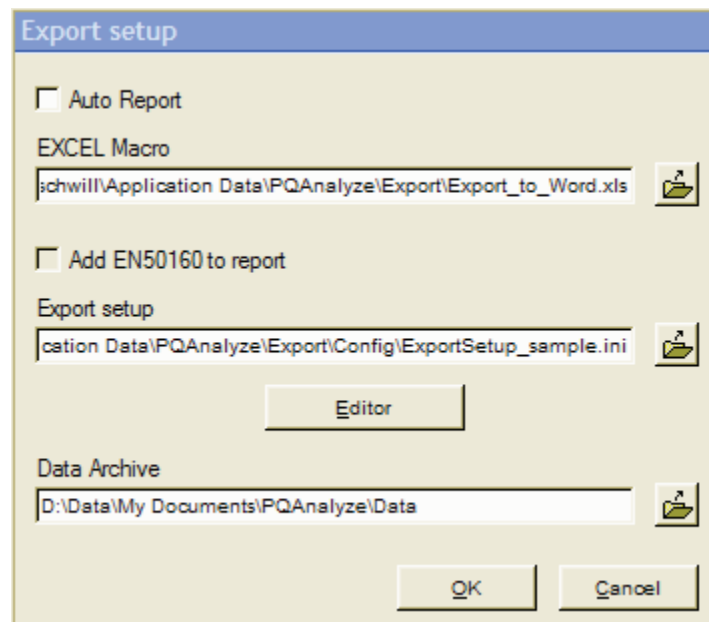 Export setup
Auto Report
EXCEL Macro
schwill\Application Data\PQAnalyze\Export\Export_to_Word.xls
Add EN50160 to report
Export setup
cation Data\PQAnalyze\Export\Config\ExportSetup_sample.ini
Editor
Data Archive
D:\Data\My Documents\PQAnalyze\Data
OK Cancel